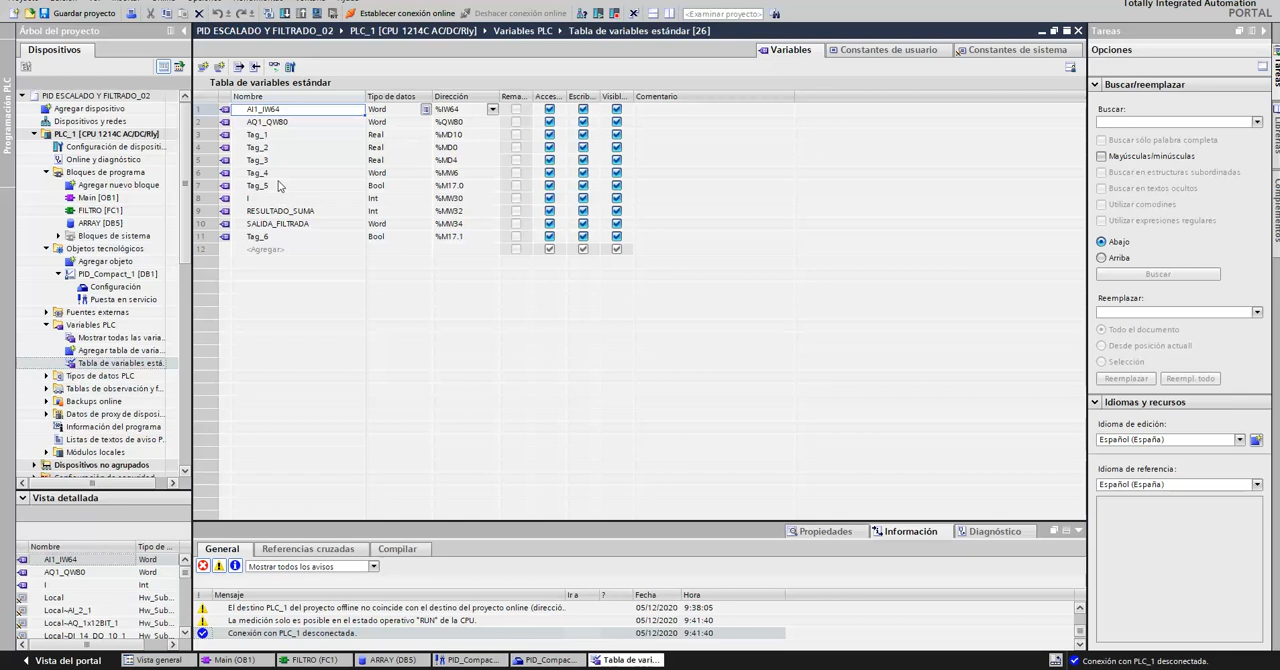 Totally Integrated Automation
PORTAL
Guardar proyecto
Establecer conexión online
Deshacer conexión online
<Examinar proyecto>
Árbol del proyecto
PID ESCALADO Y FILTRADO_02 ▸ PLC_1 [CPU 1214C AC/DC/Rly] ▸ Variables PLC ▸ Tabla de variables estándar [26]
Tareas
Dispositivos
Variables
Constantes de usuario
Constantes de sistema
Opciones
Programación PLC
Tareas
Librerías
Complementos
PID ESCALADO Y FILTRADO_02
Agregar dispositivo
Dispositivos y redes
PLC_1 [CPU 1214C AC/DC/Rly]
Configuración de dispositi...
Online y diagnóstico
Bloques de programa
Agregar nuevo bloque
Main [OB1]
FILTRO [FC1]
ARRAY [DB5]
Bloques de sistema
Objetos tecnológicos
Agregar objeto
PID_Compact_1 [DB1]
Configuración
Puesta en servicio
Fuentes externas
Variables PLC
Mostrar todas las varia...
Agregar tabla de varia...
Tabla de variables está...
Tipos de datos PLC
Tablas de observación y f...
Backups online
Datos de proxy de disposi...
Información del programa
Listas de textos de aviso P...
Módulos locales
Dispositivos no agrupados
Tabla de variables estándar
Nombre Tipo de datos Dirección Rema... Acces... Escrib... Visibl... Comentario
1 AI1_IW64 Word %IW64
2 AQ1_QW80 Word %QW80
3 Tag_1 Real %MD10
4 Tag_2 Real %MD0
5 Tag_3 Real %MD4
6 Tag_4 Word %MW6
7 Tag_5 Bool %M17.0
8 I Int %MW30
9 RESULTADO_SUMA Int %MW32
10 SALIDA_FILTRADA Word %MW34
11 Tag_6 Bool %M17.1
12 <Agregar>
Buscar/reemplazar
Buscar:
Buscar sólo palabra completa
Mayúsculas/minúsculas
Buscar en estructuras subordinadas
Buscar en textos ocultos
Utilizar comodines
Utilizar expresiones regulares
Abajo
Arriba
Buscar
Reemplazar:
Todo el documento
Desde posición actuall
Selección
Reemplazar
Reempl. todo
Idiomas y recursos
Idioma de edición:
Español (España)
Idioma de referencia:
Español (España)
Vista detallada
Nombre Tipo de ...
AI1_IW64 Word
AQ1_QW80 Word
I Int
Local Hw_Sub...
Local~AI_2_1 Hw_Sub...
Local~AQ_1x12BIT_1 Hw_Sub...
Local~DI_14_DO_10_1 Hw_Sub...
Propiedades
Información
Diagnóstico
General
Referencias cruzadas
Compilar
Mostrar todos los avisos
! Mensaje Ir a ? Fecha Hora
El destino PLC_1 del proyecto offline no coincide con el destino del proyecto online (direcció... 05/12/2020 9:38:05
La medición solo es posible en el estado operativo "RUN" de la CPU. 05/12/2020 9:41:40
Conexión con PLC_1 desconectada. 05/12/2020 9:41:40
Vista del portal
Vista general
Main (OB1)
FILTRO (FC1)
ARRAY (DB5)
PID_Compac...
PID_Compac...
Tabla de vari...
Conexión con PLC_1 desconectada.